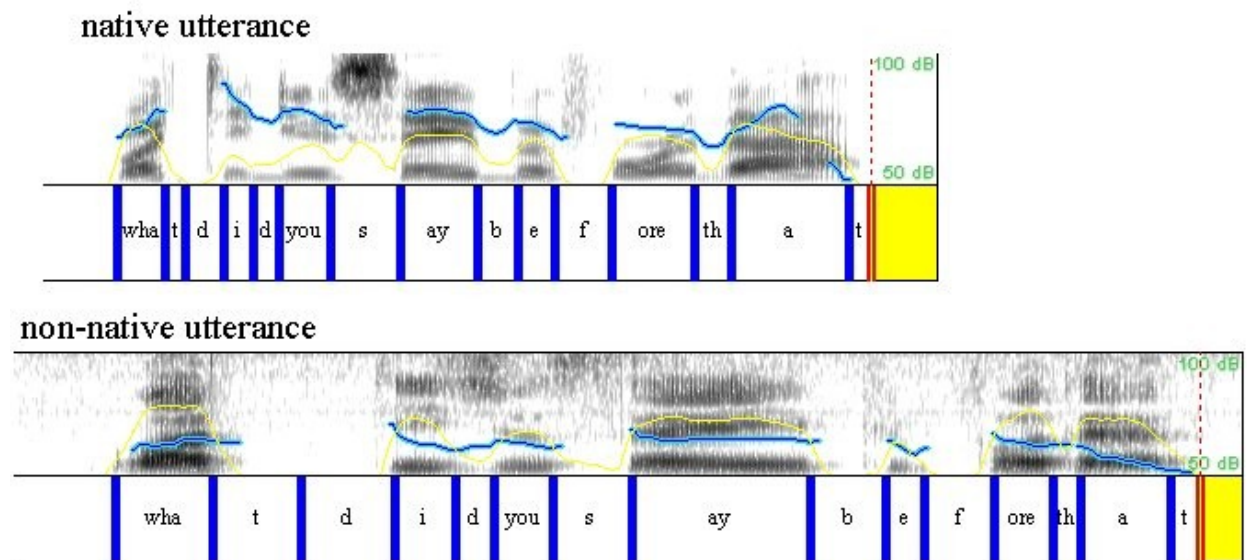 native utterance
100 dB
50 dB
wha t d i d you s ay b e f ore th a t
non-native utterance
100 dB
50 dB
wha t d i d you s ay b e f ore th a t